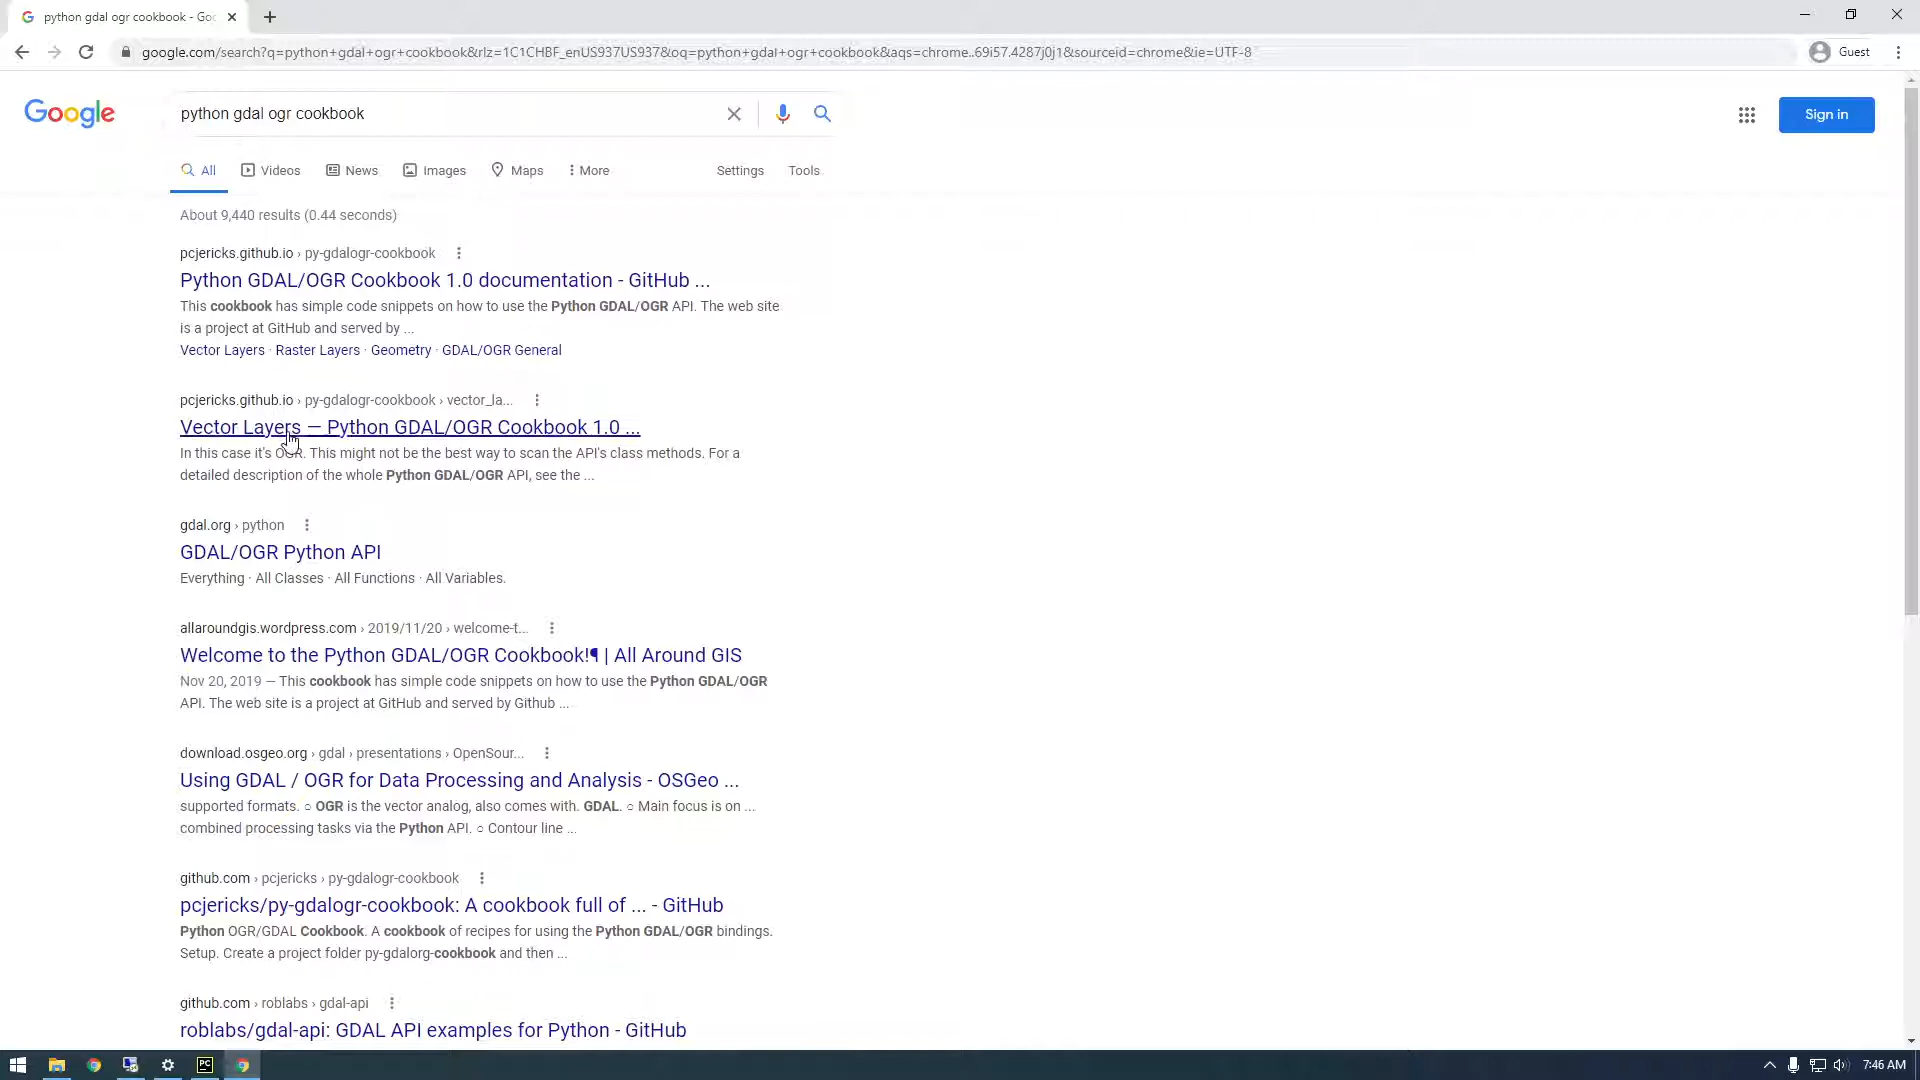 python gdal ogr cookbook - Goo
google.com/search?q=python+gdal+ogr+cookbook&rlz=1C1CHBF_enUS937US937&oq=python+gdal+ogr+cookbook&aqs=chrome..69i57.4287j0j1&sourceid=chrome&ie=UTF-8
Guest
Google
python gdal ogr cookbook
Sign in
All Videos News Images Maps More Settings Tools
About 9,440 results (0.44 seconds)
pcjericks.github.io › py-gdalogr-cookbook
Python GDAL/OGR Cookbook 1.0 documentation - GitHub ...
This cookbook has simple code snippets on how to use the Python GDAL/OGR API. The web site
is a project at GitHub and served by ...
Vector Layers · Raster Layers · Geometry · GDAL/OGR General
pcjericks.github.io › py-gdalogr-cookbook › vector_la...
Vector Layers — Python GDAL/OGR Cookbook 1.0 ...
In this case it's OGR. This might not be the best way to scan the API's class methods. For a
detailed description of the whole Python GDAL/OGR API, see the ...
gdal.org › python
GDAL/OGR Python API
Everything · All Classes · All Functions · All Variables.
allaroundgis.wordpress.com › 2019/11/20 › welcome-t...
Welcome to the Python GDAL/OGR Cookbook!¶ | All Around GIS
Nov 20, 2019 — This cookbook has simple code snippets on how to use the Python GDAL/OGR
API. The web site is a project at GitHub and served by Github ...
download.osgeo.org › gdal › presentations › OpenSour...
Using GDAL / OGR for Data Processing and Analysis - OSGeo ...
supported formats. ○ OGR is the vector analog, also comes with. GDAL. ○ Main focus is on ...
combined processing tasks via the Python API. ○ Contour line ...
github.com › pcjericks › py-gdalogr-cookbook
pcjericks/py-gdalogr-cookbook: A cookbook full of ... - GitHub
Python OGR/GDAL Cookbook. A cookbook of recipes for using the Python GDAL/OGR bindings.
Setup. Create a project folder py-gdalorg-cookbook and then ...
github.com › roblabs › gdal-api
roblabs/gdal-api: GDAL API examples for Python - GitHub
PC
7:46 AM